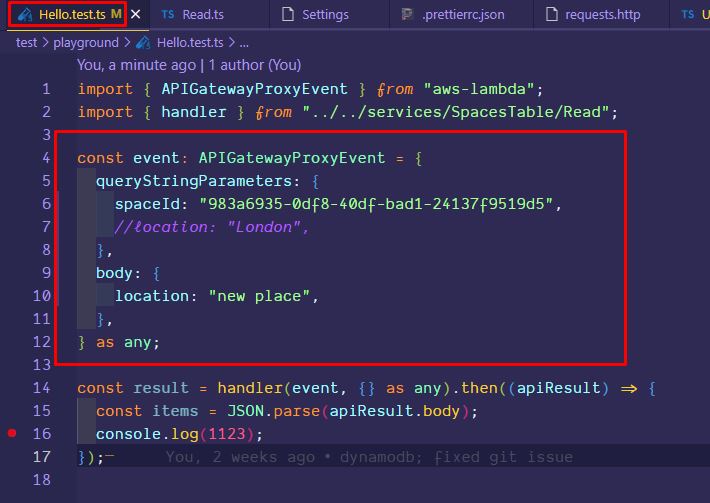 Hello.test.ts M TS Read.ts Settings .prettierrc.json requests.http TS U
test > playground > Hello.test.ts > ...
You, a minute ago | 1 author (You)
1 import { APIGatewayProxyEvent } from "aws-lambda";
2 import { handler } from "../../services/SpacesTable/Read";
3
4 const event: APIGatewayProxyEvent = {
5 queryStringParameters: {
6 spaceId: "983a6935-0df8-40df-bad1-24137f9519d5",
7 //location: "London",
8 },
9 body: {
10 location: "new place",
11 },
12 } as any;
13
14 const result = handler(event, {} as any).then((apiResult) => {
15 const items = JSON.parse(apiResult.body);
16 console.log(1123);
17 }); You, 2 weeks ago • dynamodb; fixed git issue
18